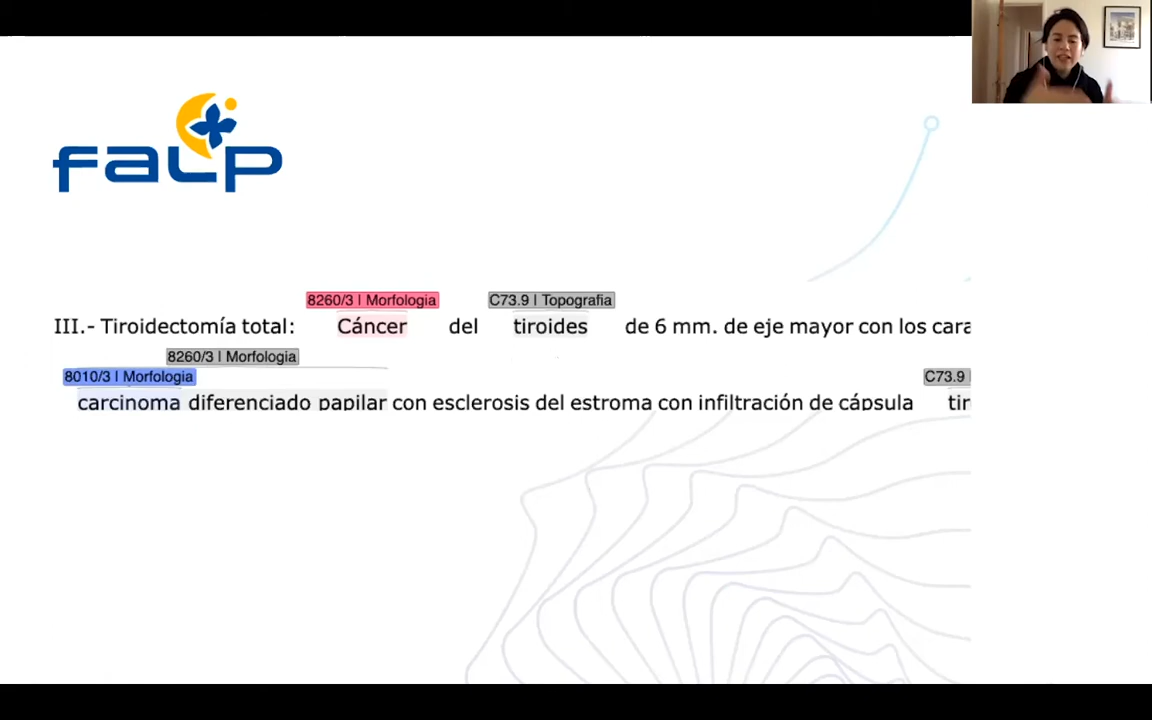 falp
8260/3 | Morfologia
C73.9 | Topografia
III.- Tiroidectomía total: Cáncer del tiroides de 6 mm. de eje mayor con los cara
8260/3 | Morfologia
8010/3 | Morfologia
C73.9
carcinoma diferenciado papilar con esclerosis del estroma con infiltración de cápsula tir